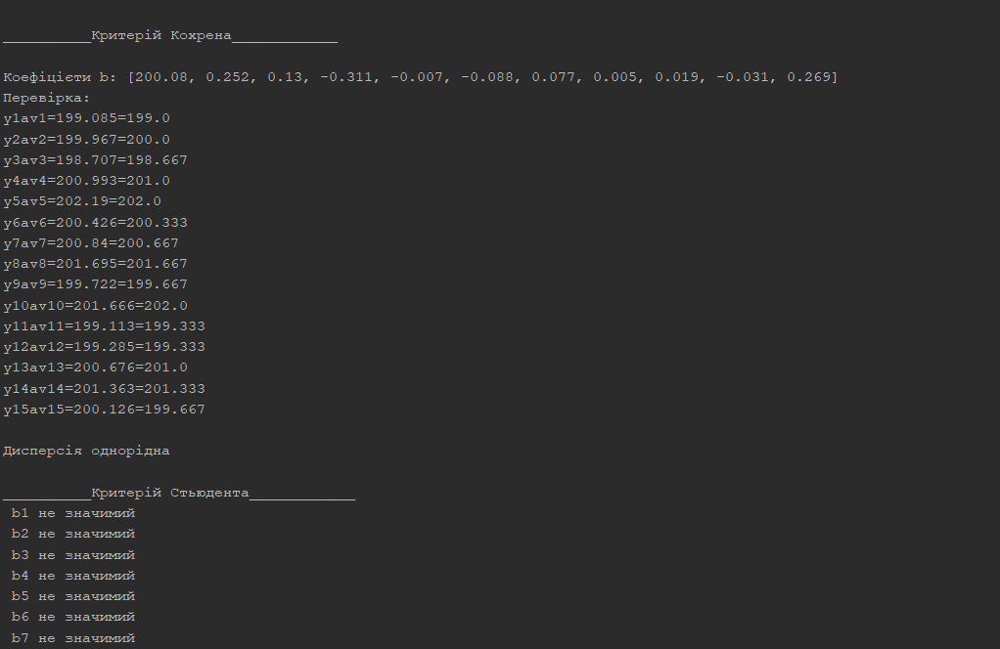 __________Критерій Кохрена____________
Коефіцієти b: [200.08, 0.252, 0.13, -0.311, -0.007, -0.088, 0.077, 0.005, 0.019, -0.031, 0.269]
Перевірка:
y1av1=199.085=199.0
y2av2=199.967=200.0
y3av3=198.707=198.667
y4av4=200.993=201.0
y5av5=202.19=202.0
y6av6=200.426=200.333
y7av7=200.84=200.667
y8av8=201.695=201.667
y9av9=199.722=199.667
y10av10=201.666=202.0
y11av11=199.113=199.333
y12av12=199.285=199.333
y13av13=200.676=201.0
y14av14=201.363=201.333
y15av15=200.126=199.667
Дисперсія однорідна
__________Критерій Стьюдента____________
b1 не значимий
b2 не значимий
b3 не значимий
b4 не значимий
b5 не значимий
b6 не значимий
b7 не значимий